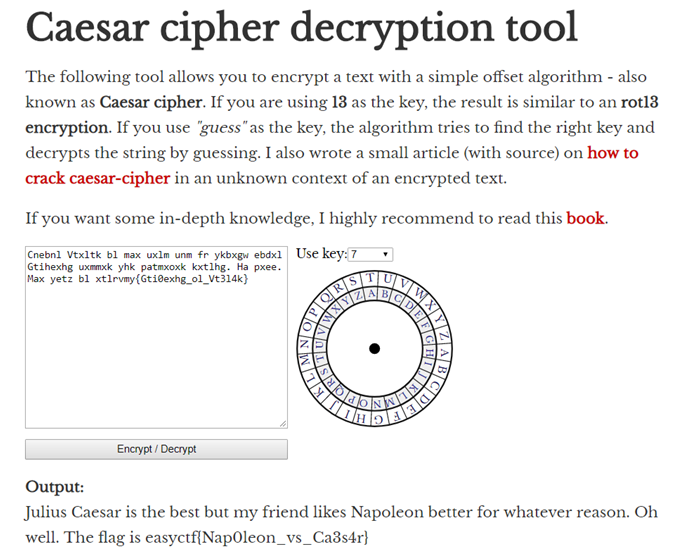 Caesar cipher decryption tool
The following tool allows you to encrypt a text with a simple offset algorithm - also
known as Caesar cipher. If you are using 13 as the key, the result is similar to an rot13
encryption. If you use "guess" as the key, the algorithm tries to find the right key and
decrypts the string by guessing. I also wrote a small article (with source) on how to
crack caesar-cipher in an unknown context of an encrypted text.
If you want some in-depth knowledge, I highly recommend to read this book.
Cnebnl Vtxltk bl max uxlm unm fr ykbxgw ebdxl
Gtihexhg uxmmxk yhk patmxoxk kxtlhg. Ha pxee.
Max yetz bl xtlrvmy{Gti0exhg_ol_Vt3l4k}
Use key: 7
T U V W X Y Z A B C D E F G H I J K L M N O P Q R S
A B C D E F G H I J K L M N O P Q R S T U V W X Y Z
Encrypt / Decrypt
Output:
Julius Caesar is the best but my friend likes Napoleon better for whatever reason. Oh
well. The flag is easyctf{Nap0leon_vs_Ca3s4r}